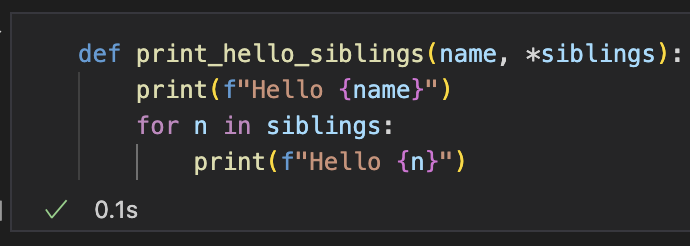 def print_hello_siblings(name, *siblings):
    print(f"Hello {name}")
    for n in siblings:
        print(f"Hello {n}")
0.1s